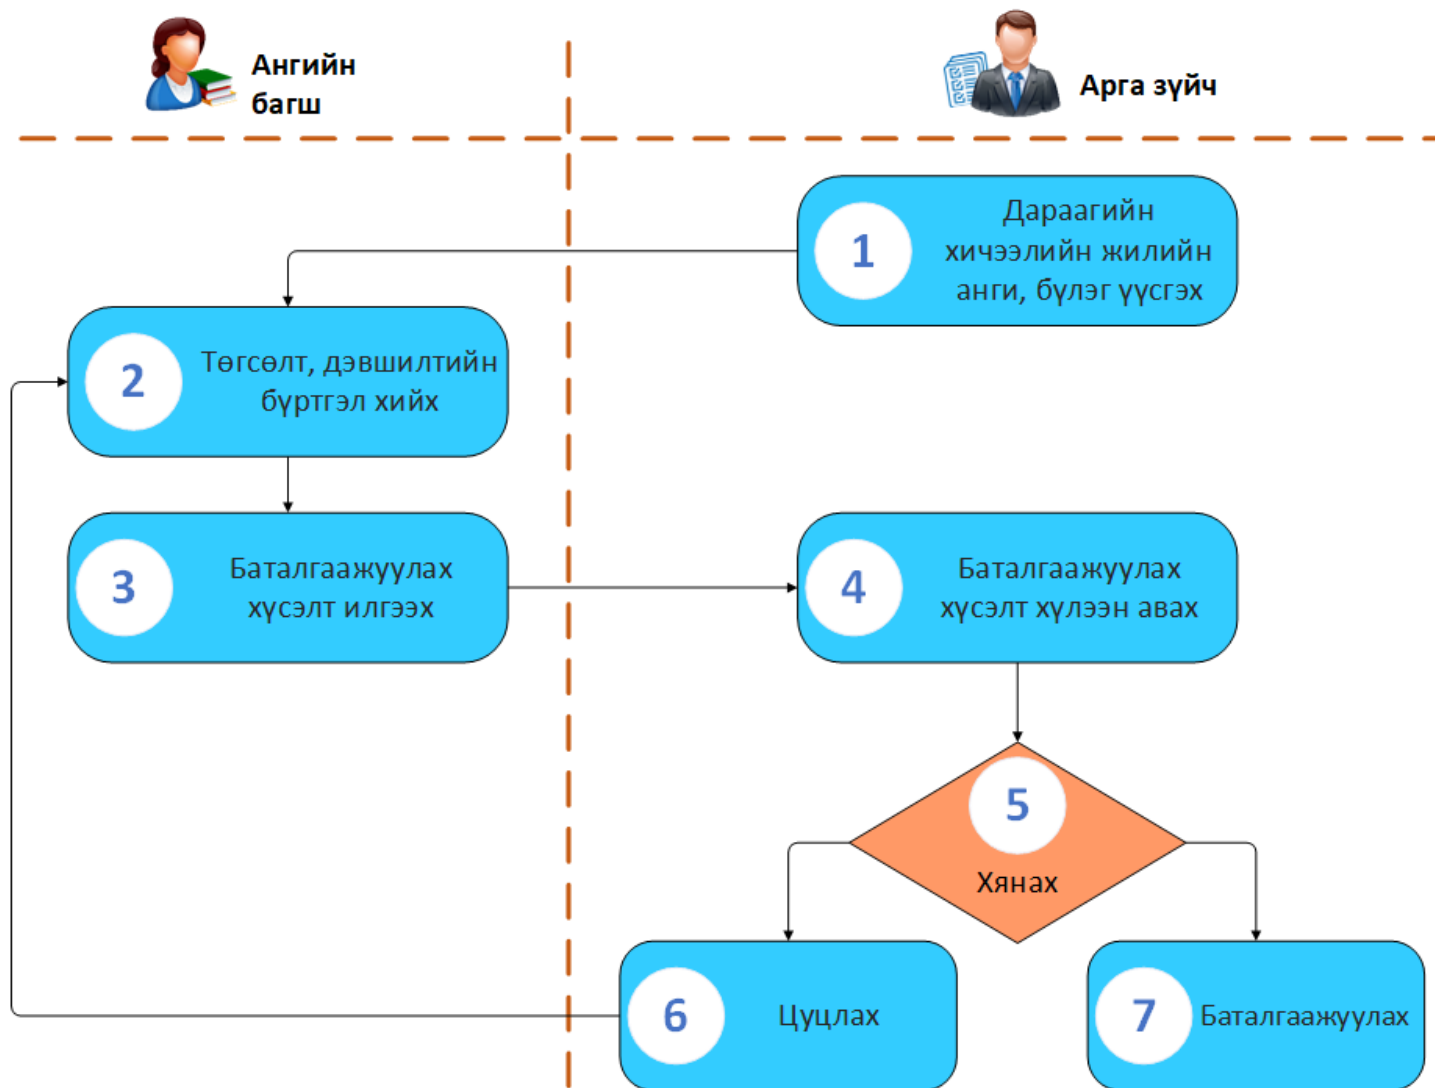 Ангийн
багш
Арга зүйч
1
Дараагийн
хичээлийн жилийн
анги, бүлэг үүсгэх
2
Төгсөлт, дэвшилтийн
бүртгэл хийх
3
Баталгаажуулах
хүсэлт илгээх
4
Баталгаажуулах
хүсэлт хүлээн авах
5
Хянах
6
Цуцлах
7
Баталгаажуулах